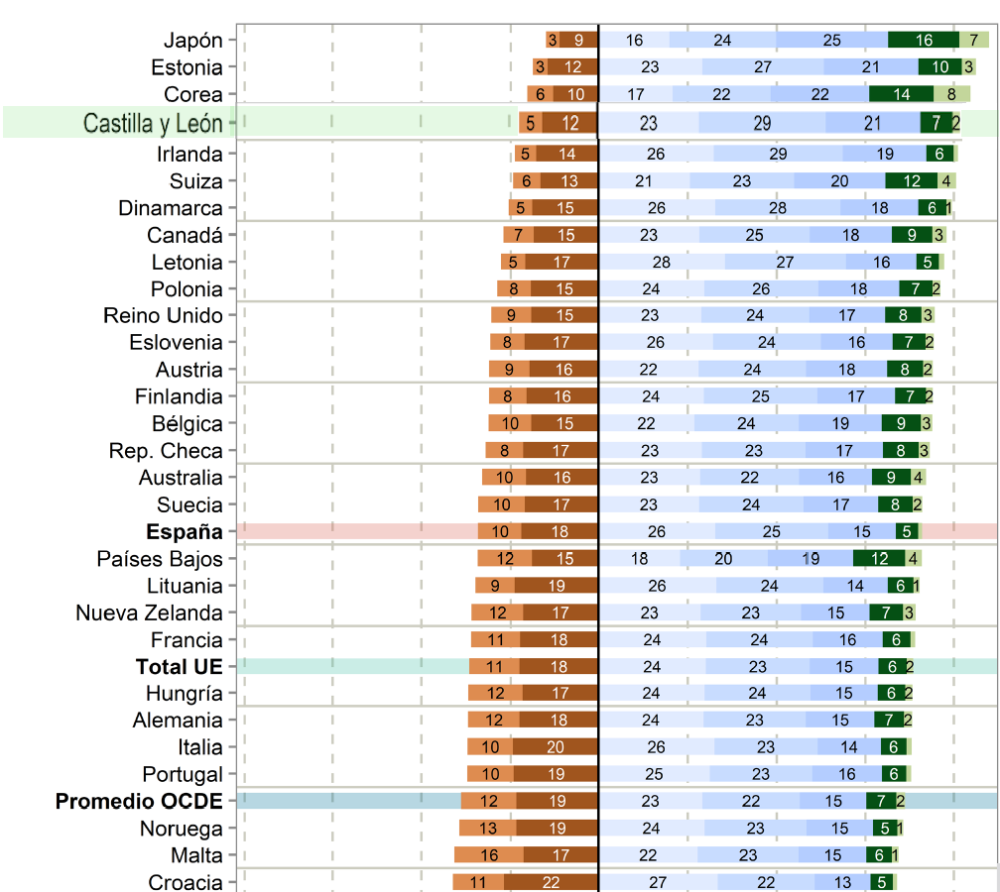 Japón 3 9 16 24 25 16 7
Estonia 3 12 23 27 21 10 3
Corea 6 10 17 22 22 14 8
Castilla y León 5 12 23 29 21 7 2
Irlanda 5 14 26 29 19 6
Suiza 6 13 21 23 20 12 4
Dinamarca 5 15 26 28 18 6 1
Canadá 7 15 23 25 18 9 3
Letonia 5 17 28 27 16 5
Polonia 8 15 24 26 18 7 2
Reino Unido 9 15 23 24 17 8 3
Eslovenia 8 17 26 24 16 7 2
Austria 9 16 22 24 18 8 2
Finlandia 8 16 24 25 17 7 2
Bélgica 10 15 22 24 19 9 3
Rep. Checa 8 17 23 23 17 8 3
Australia 10 16 23 22 16 9 4
Suecia 10 17 23 24 17 8 2
España 10 18 26 25 15 5
Países Bajos 12 15 18 20 19 12 4
Lituania 9 19 26 24 14 6 1
Nueva Zelanda 12 17 23 23 15 7 3
Francia 11 18 24 24 16 6
Total UE 11 18 24 23 15 6 2
Hungría 12 17 24 24 15 6 2
Alemania 12 18 24 23 15 7 2
Italia 10 20 26 23 14 6
Portugal 10 19 25 23 16 6
Promedio OCDE 12 19 23 22 15 7 2
Noruega 13 19 24 23 15 5 1
Malta 16 17 22 23 15 6 1
Croacia 11 22 27 22 13 5